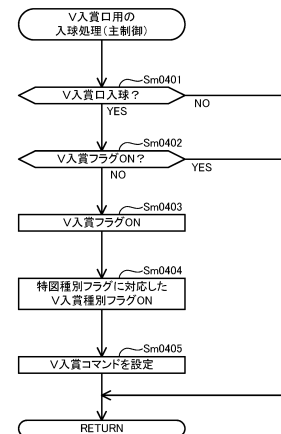 V入賞口用の
入球処理(主制御)
Sm0401
V入賞口入球？
NO
YES
Sm0402
V入賞フラグON？
YES
NO
Sm0403
V入賞フラグON
Sm0404
特図種別フラグに対応した
V入賞種別フラグON
Sm0405
V入賞コマンドを設定
RETURN